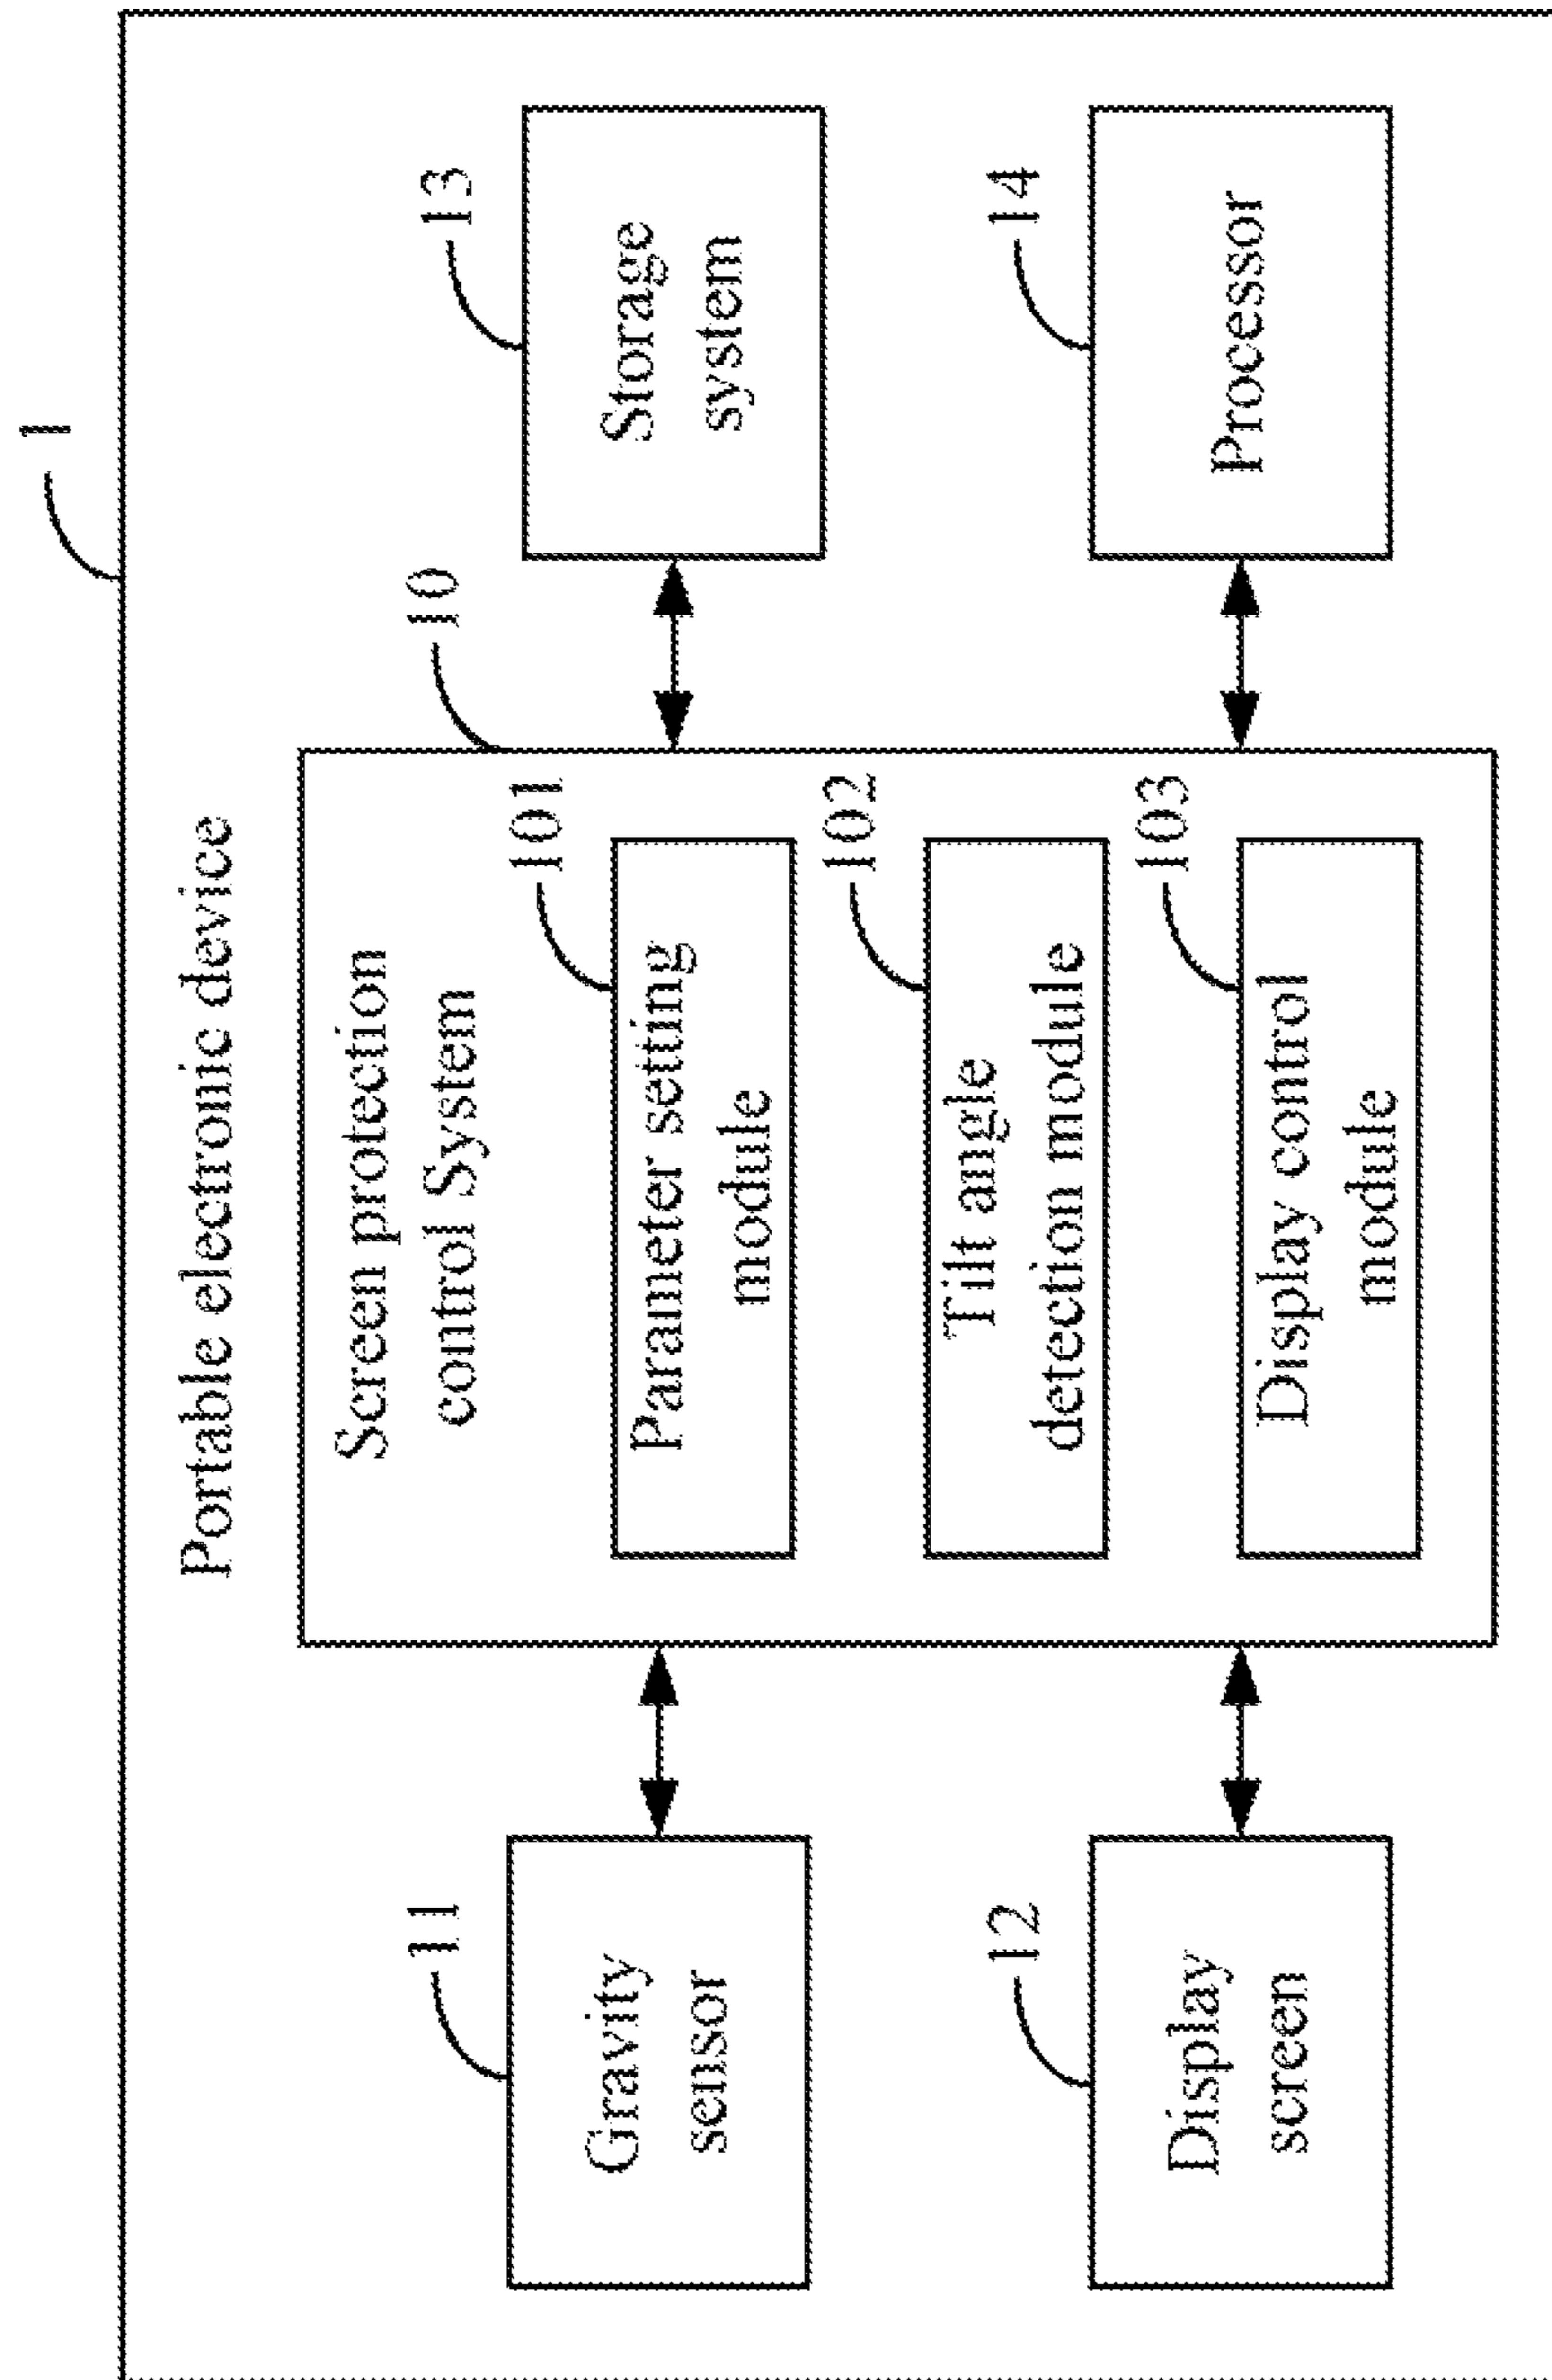 1
Portable electronic device
10
Screen protection
control System
11
Gravity
sensor
101
Parameter setting
module
13
Storage
system
102
Tilt angle
detection module
12
Display
screen
103
Display control
module
14
Processor